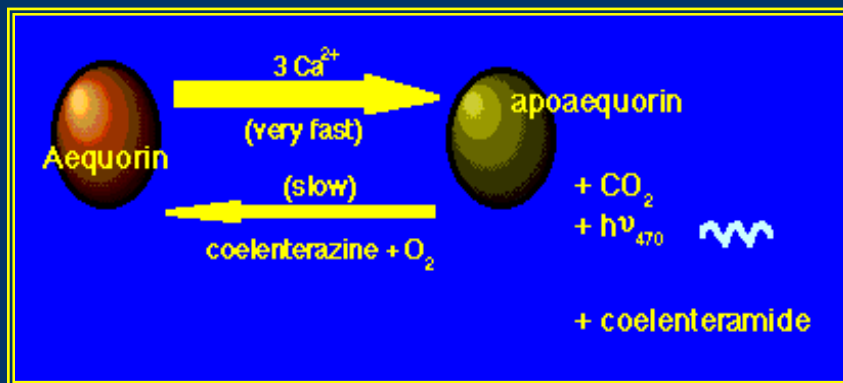 3 Ca²⁺
(very fast)
Aequorin
apoaequorin
(slow)
coelenterazine + O₂
+ CO₂
+ hν₄₇₀
+ coelenteramide